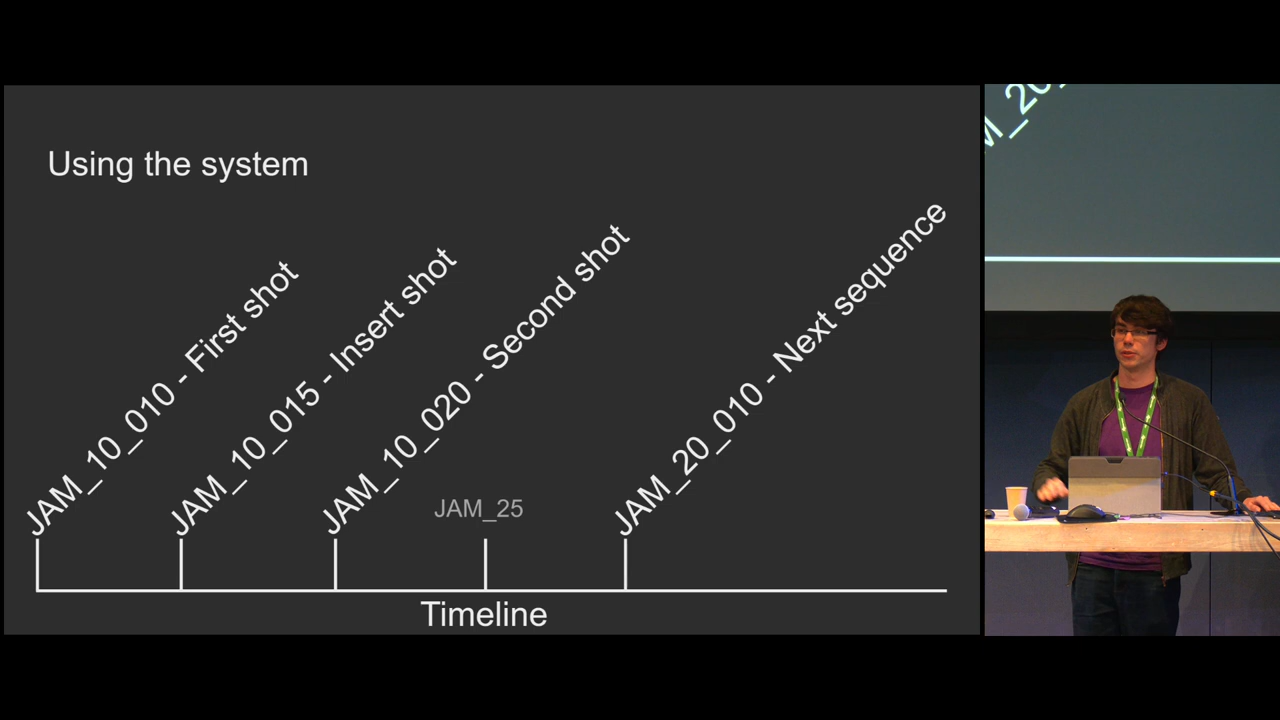 Using the system
JAM_10_010 - First shot
JAM_10_015 - Insert shot
JAM_10_020 - Second shot
JAM_25
JAM_20_010 - Next sequence
Timeline